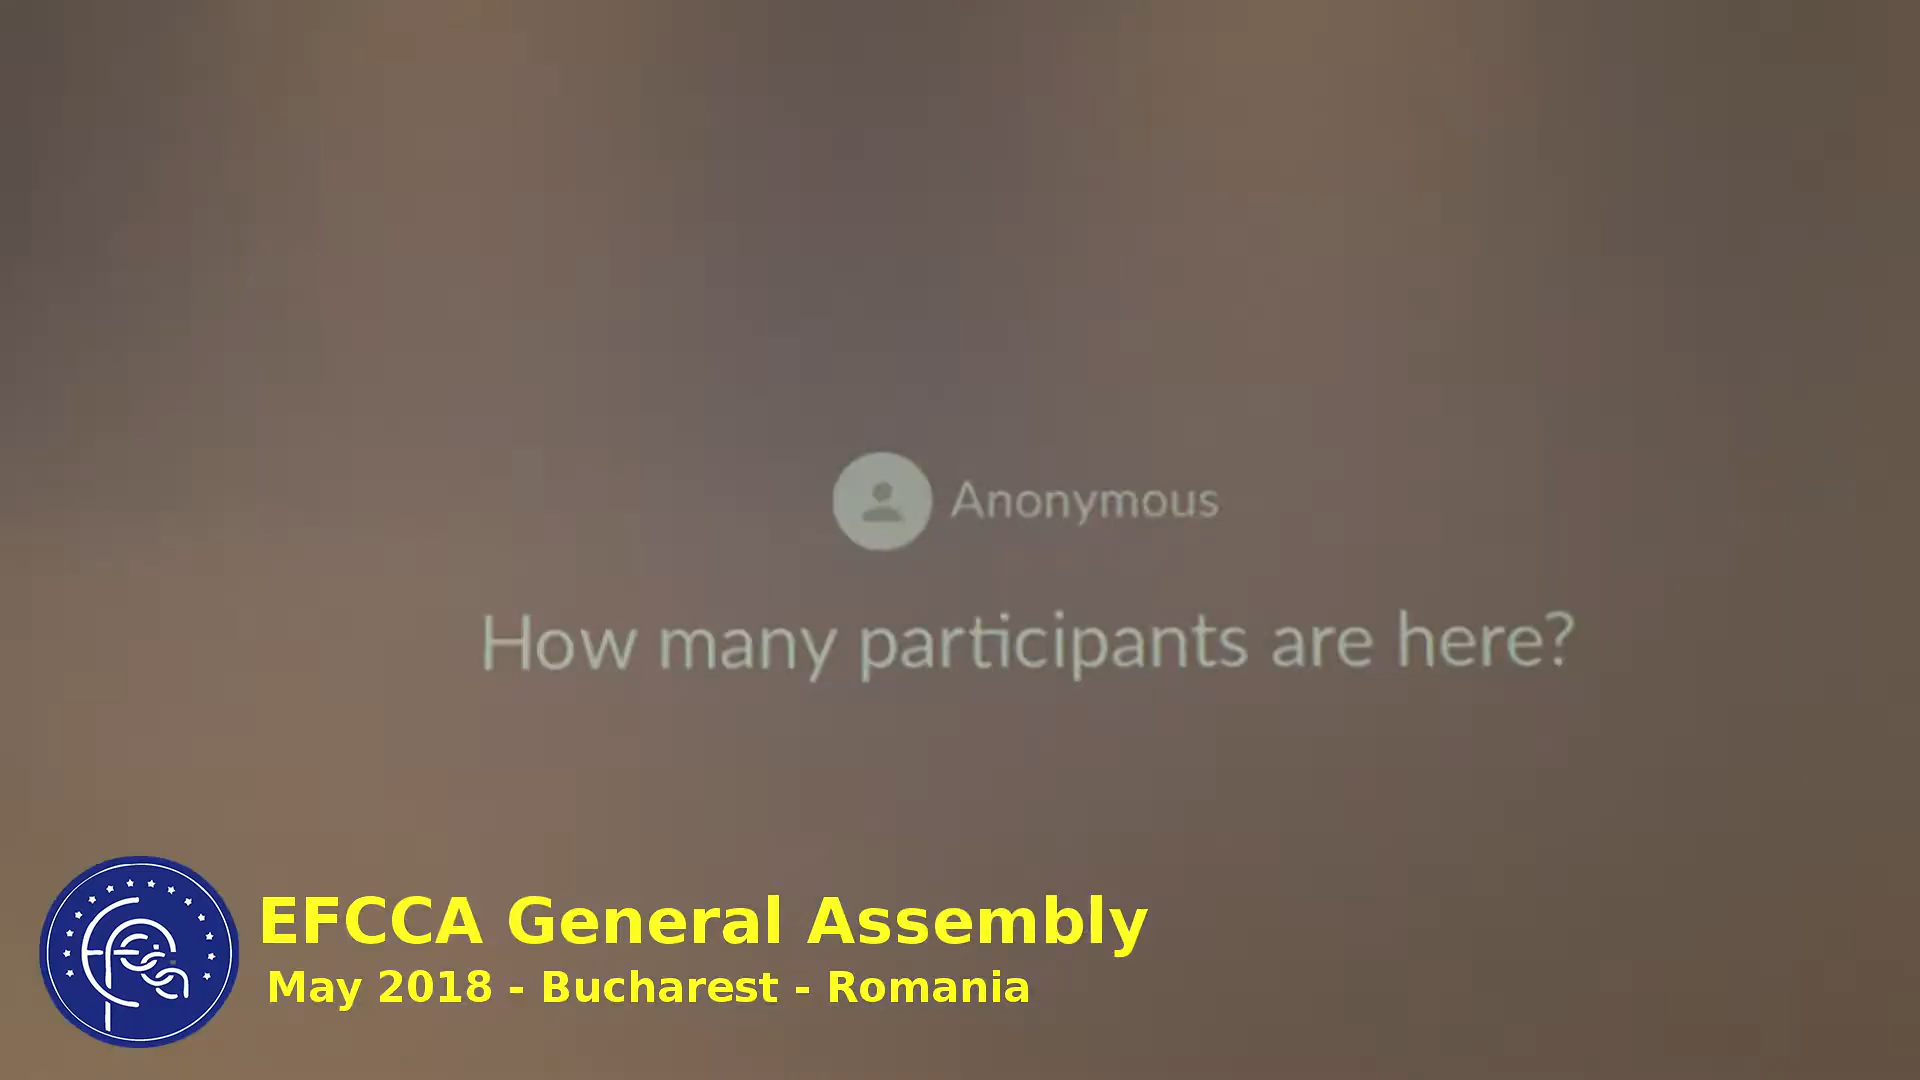 Anonymous
How many participants are here?
EFCCA General Assembly
May 2018 - Bucharest - Romania